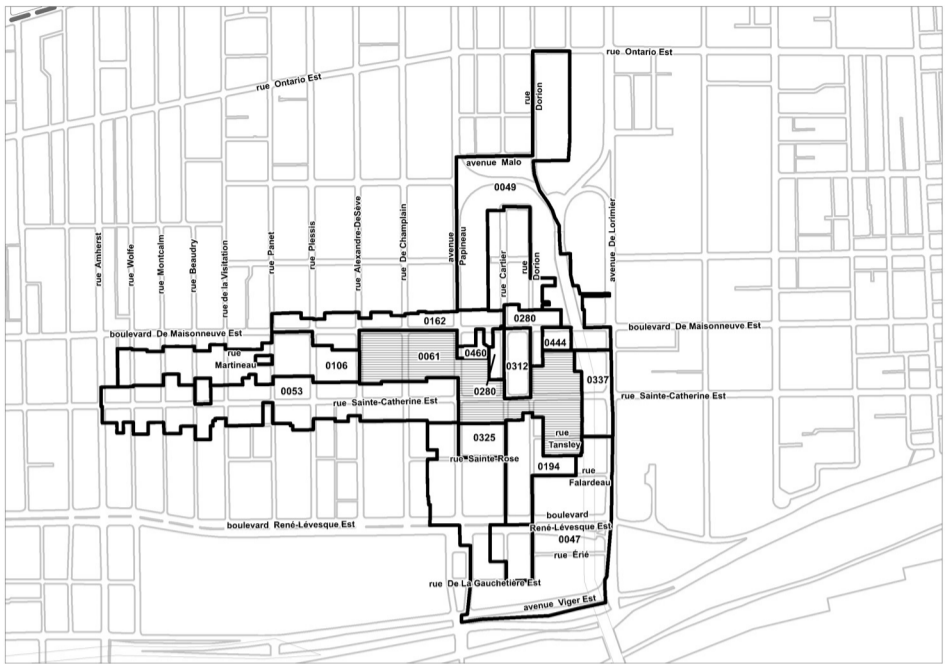 rue Ontario Est
rue Ontario Est
rue
Dorion
avenue Malo
0049
rue Amherst
rue Wolfe
rue Montcalm
rue Beaudry
rue de la Visitation
rue Panet
rue Plessis
rue Alexandre-DeSève
rue De Champlain
avenue
Papineau
rue Cartier
rue
Dorion
avenue De Lorimier
boulevard De Maisonneuve Est
0162
0280
boulevard De Maisonneuve Est
rue
Martineau
0106
0061
0460
0312
0444
0337
0280
0053
rue Sainte-Catherine Est
rue Sainte-Catherine Est
0325
rue
Tansley
rue Sainte-Rose
0194
rue
Falardeau
boulevard René-Lévesque Est
boulevard
René-Lévesque Est
0047
rue Érié
rue De La Gauchetière Est
avenue Viger Est